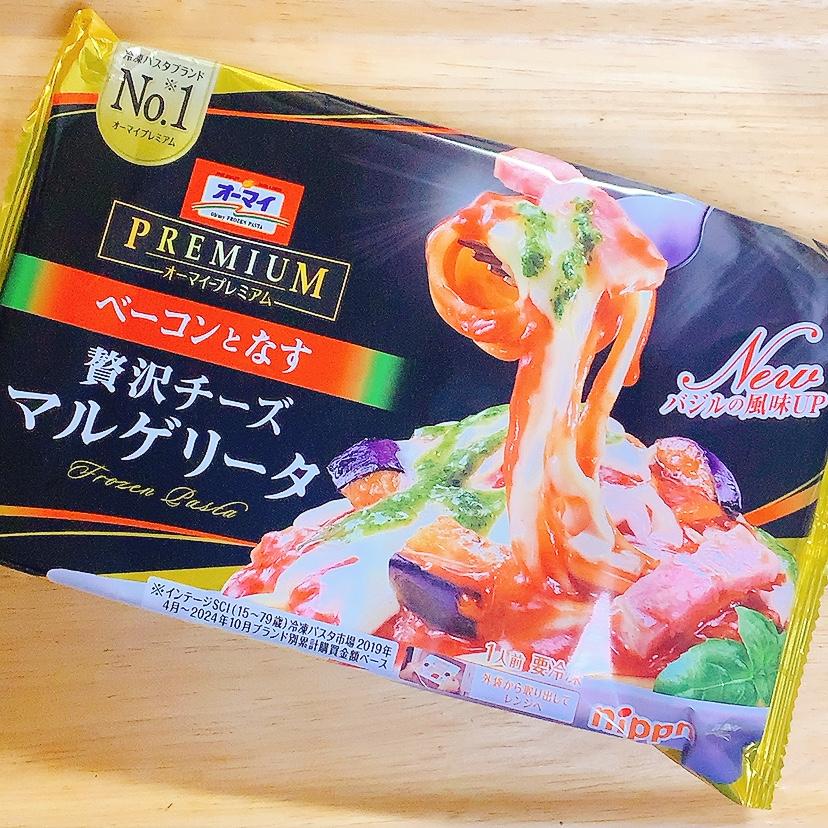 冷凍パスタブランド
No.1※
オーマイプレミアム
オーマイ
Oh'my FROZEN PASTA
PREMIUM
オーマイプレミアム
ベーコンとなす
贅沢チーズ
マルゲリータ
Frozen Pasta
New
バジルの風味UP
※インテージSCI(15~79歳)冷凍パスタ市場2019年
4月~2024年10月ブランド別累計購買金額ベース
1人前 要冷凍
外袋から取り出して
レンジへ
nippn